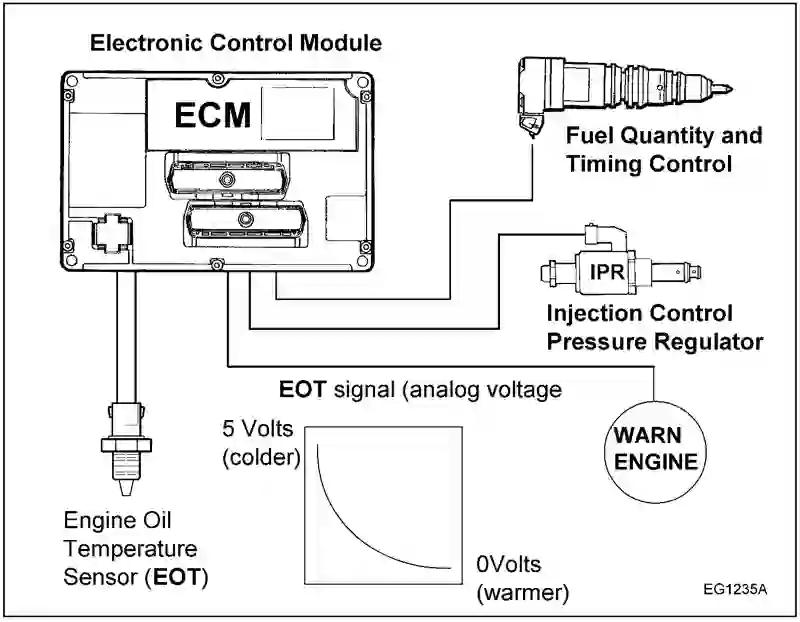 Electronic Control Module
ECM
Fuel Quantity and
Timing Control
IPR
Injection Control
Pressure Regulator
EOT signal (analog voltage
5 Volts
(colder)
WARN
ENGINE
Engine Oil
Temperature
Sensor (EOT)
0Volts
(warmer)
EG1235A